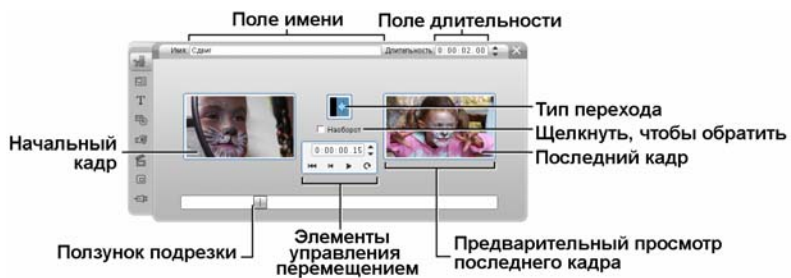 Поле имени
Поле длительности
Имя: Сдвиг
Длительность: 0:00:02.00
T
Тип перехода
Наоборот
Щелкнуть, чтобы обратить
Начальный
кадр
0:00:00.15
Последний кадр
Ползунок подрезки
Элементы
управления
перемещением
Предварительный просмотр
последнего кадра